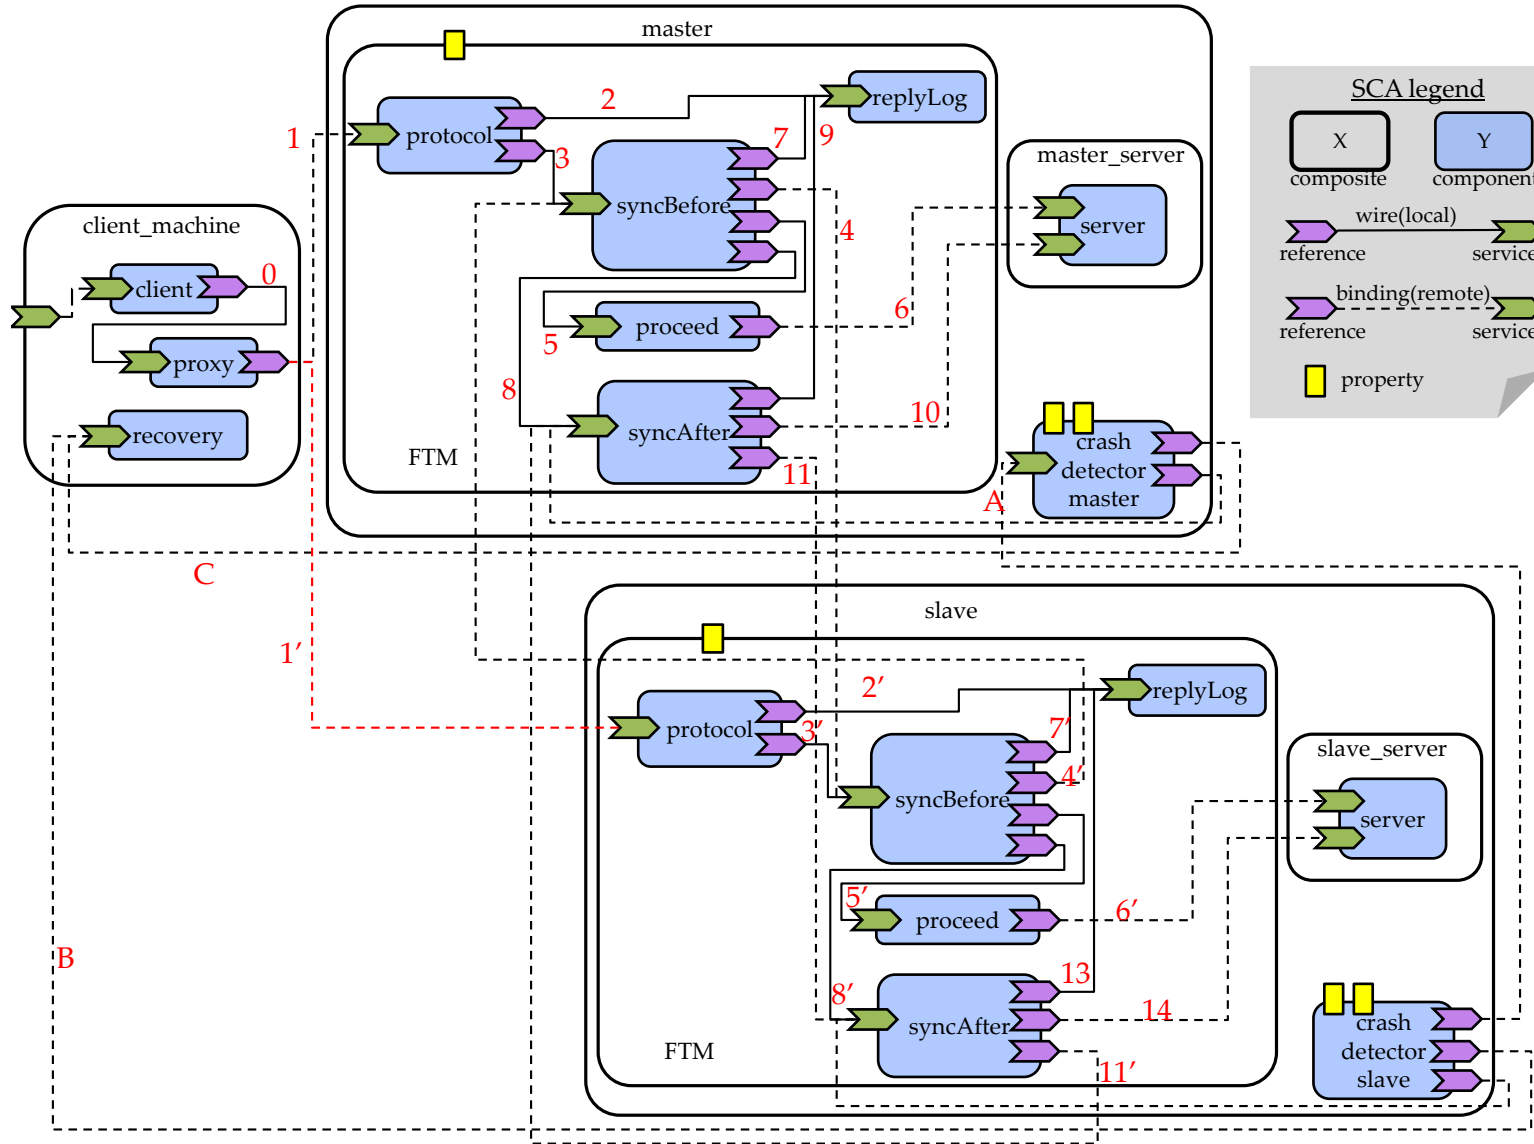 master
SCA legend
X
Y
composite
component
wire(local)
reference
service
binding(remote)
reference
service
property
protocol
1
2
3
replyLog
7
9
syncBefore
4
master_server
server
6
client_machine
client
0
proxy
recovery
proceed
5
8
syncAfter
10
11
FTM
crash
detector
master
A
C
1′
B
slave
protocol
2′
3′
replyLog
7′
4′
syncBefore
slave_server
server
5′
proceed
6′
8′
13
14
syncAfter
11′
FTM
crash
detector
slave